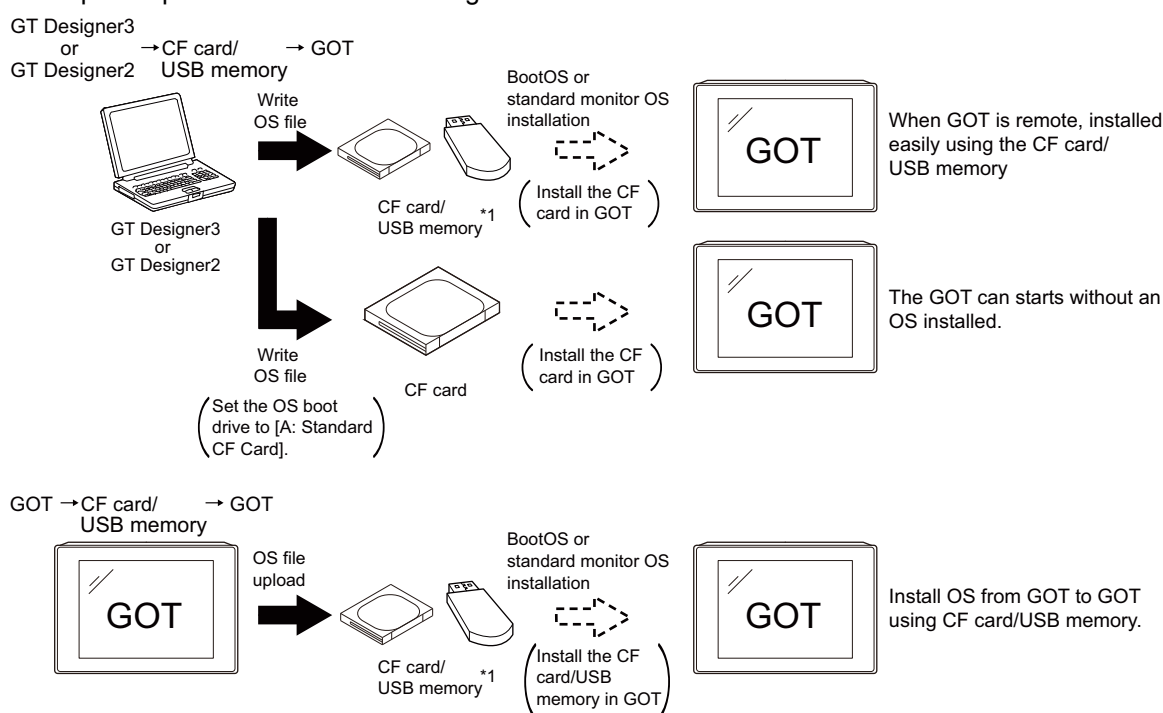 GT Designer3
or → CF card/ → GOT
GT Designer2 USB memory
Write
OS file
BootOS or
standard monitor OS
installation
GOT
When GOT is remote, installed
easily using the CF card/
USB memory
GT Designer3
or
GT Designer2
CF card/
USB memory*1
(Install the CF
card in GOT)
Write
OS file
(Set the OS boot
drive to [A: Standard
CF Card].)
CF card
(Install the CF
card in GOT)
GOT
The GOT can starts without an
OS installed.
GOT → CF card/ → GOT
USB memory
GOT
OS file
upload
CF card/
USB memory*1
BootOS or
standard monitor OS
installation
(Install the CF
card/USB
memory in GOT)
GOT
Install OS from GOT to GOT
using CF card/USB memory.